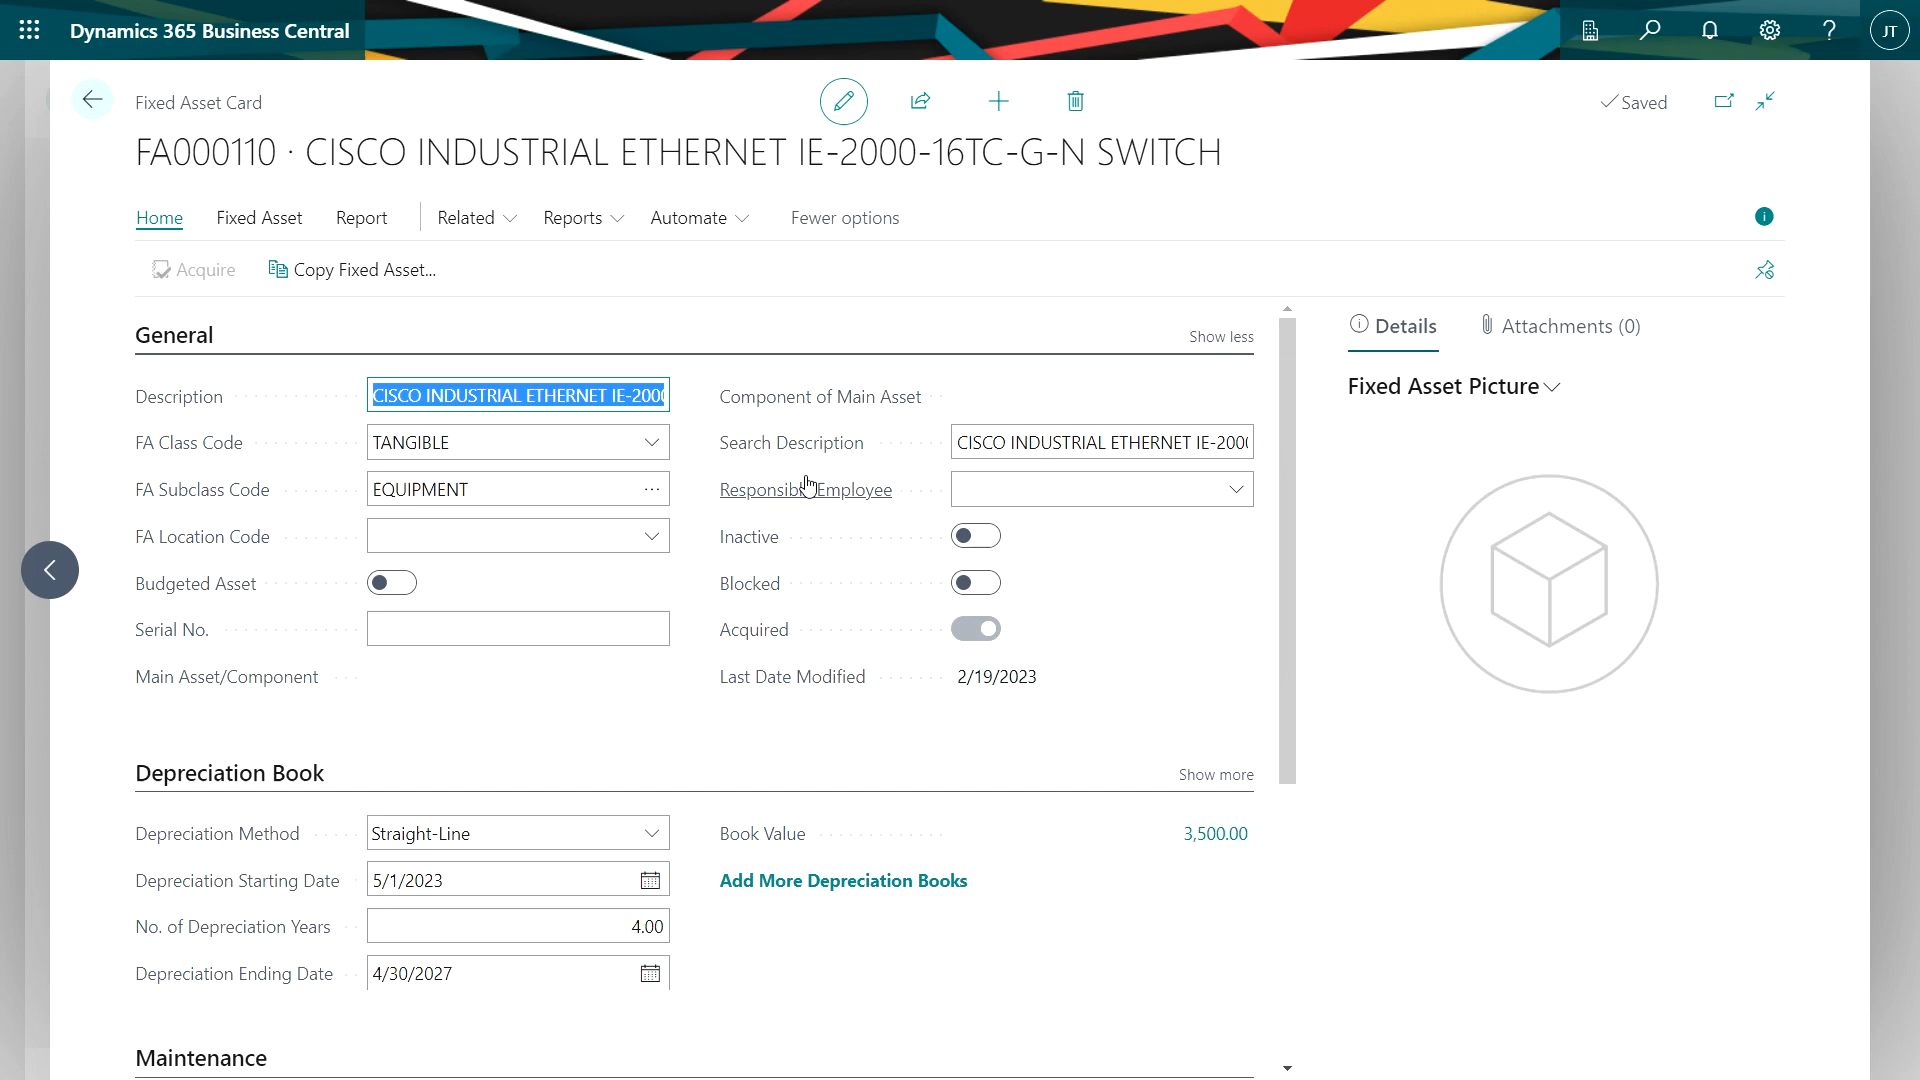 Dynamics 365 Business Central
JT
Fixed Asset Card
Saved
FA000110 · CISCO INDUSTRIAL ETHERNET IE-2000-16TC-G-N SWITCH
Home Fixed Asset Report Related Reports Automate Fewer options
Acquire Copy Fixed Asset...
General Show less
Description CISCO INDUSTRIAL ETHERNET IE-200
FA Class Code TANGIBLE
FA Subclass Code EQUIPMENT ...
FA Location Code
Budgeted Asset
Serial No.
Main Asset/Component
Component of Main Asset
Search Description CISCO INDUSTRIAL ETHERNET IE-200
Responsible Employee
Inactive
Blocked
Acquired
Last Date Modified 2/19/2023
Depreciation Book Show more
Depreciation Method Straight-Line
Depreciation Starting Date 5/1/2023
No. of Depreciation Years 4.00
Depreciation Ending Date 4/30/2027
Book Value 3,500.00
Add More Depreciation Books
Maintenance
Details Attachments (0)
Fixed Asset Picture